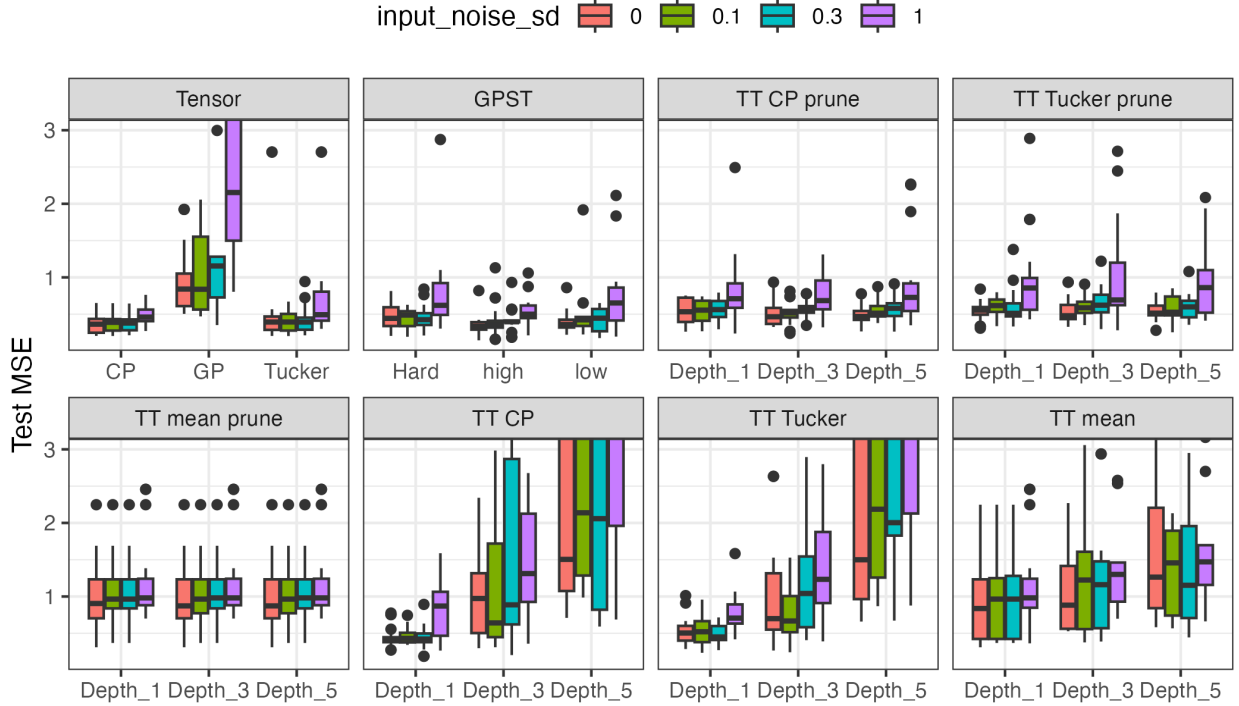 input_noise_sd 0 0.1 0.3 1
Tensor GPST TT CP prune TT Tucker prune
3
2
1
CP GP Tucker Hard high low Depth_1 Depth_3 Depth_5 Depth_1 Depth_3 Depth_5
Test MSE
TT mean prune TT CP TT Tucker TT mean
3
2
1
Depth_1 Depth_3 Depth_5 Depth_1 Depth_3 Depth_5 Depth_1 Depth_3 Depth_5 Depth_1 Depth_3 Depth_5